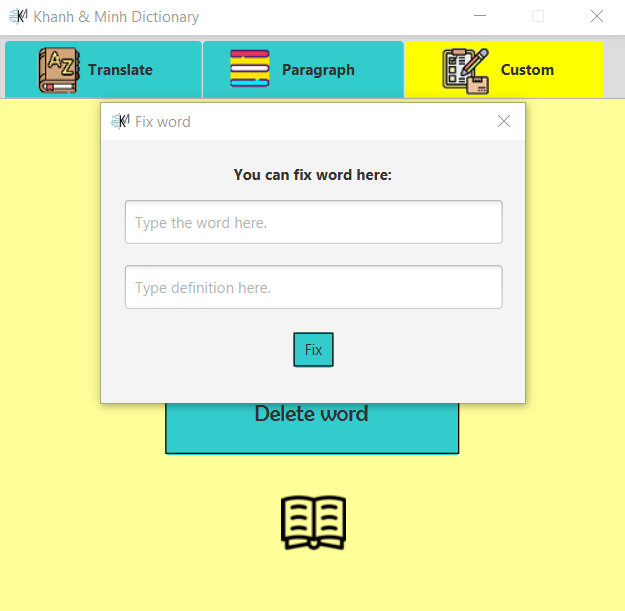 Khanh & Minh Dictionary
Translate
Paragraph
Custom
Fix word
You can fix word here:
Type the word here.
Type definition here.
Fix
Delete word